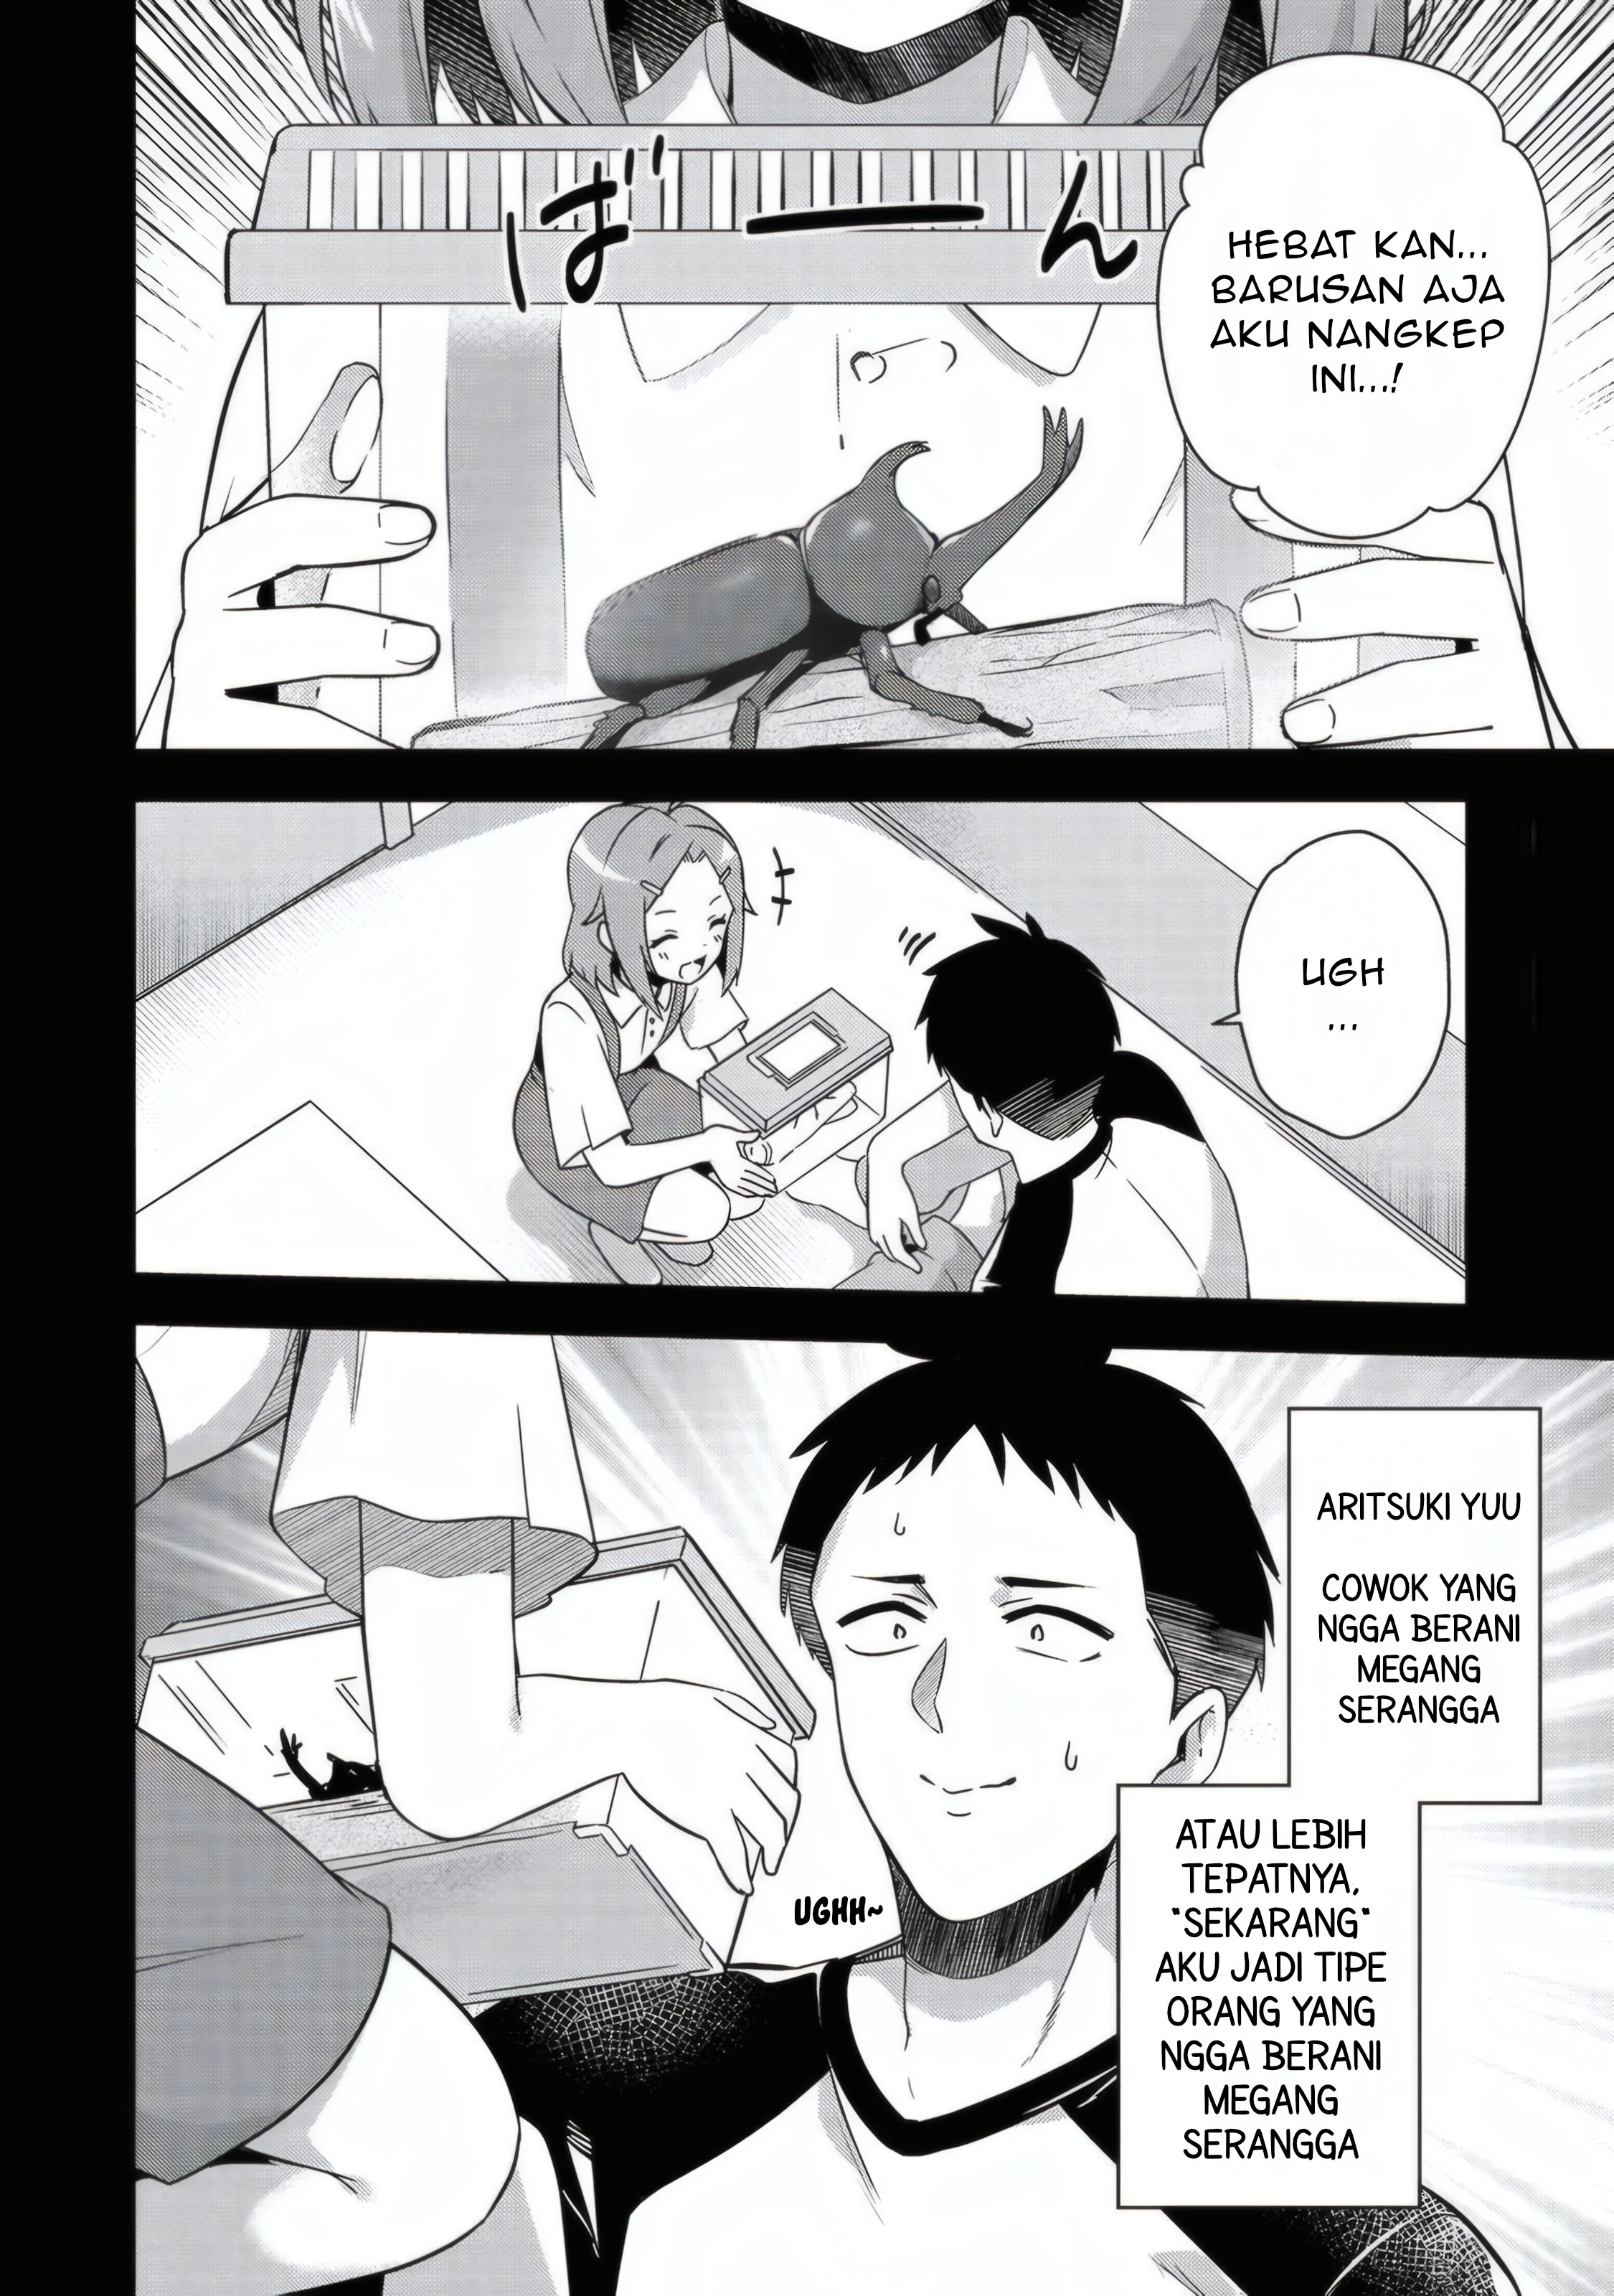 ばーん
HEBAT KAN...
BARUSAN AJA
AKU NANGKEP
INI...!
UGH
...
ARITSUKI YUU
COWOK YANG
NGGA BERANI
MEGANG
SERANGGA
ATAU LEBIH
TEPATNYA,
"SEKARANG"
AKU JADI TIPE
ORANG YANG
NGGA BERANI
MEGANG
SERANGGA
UGHH~